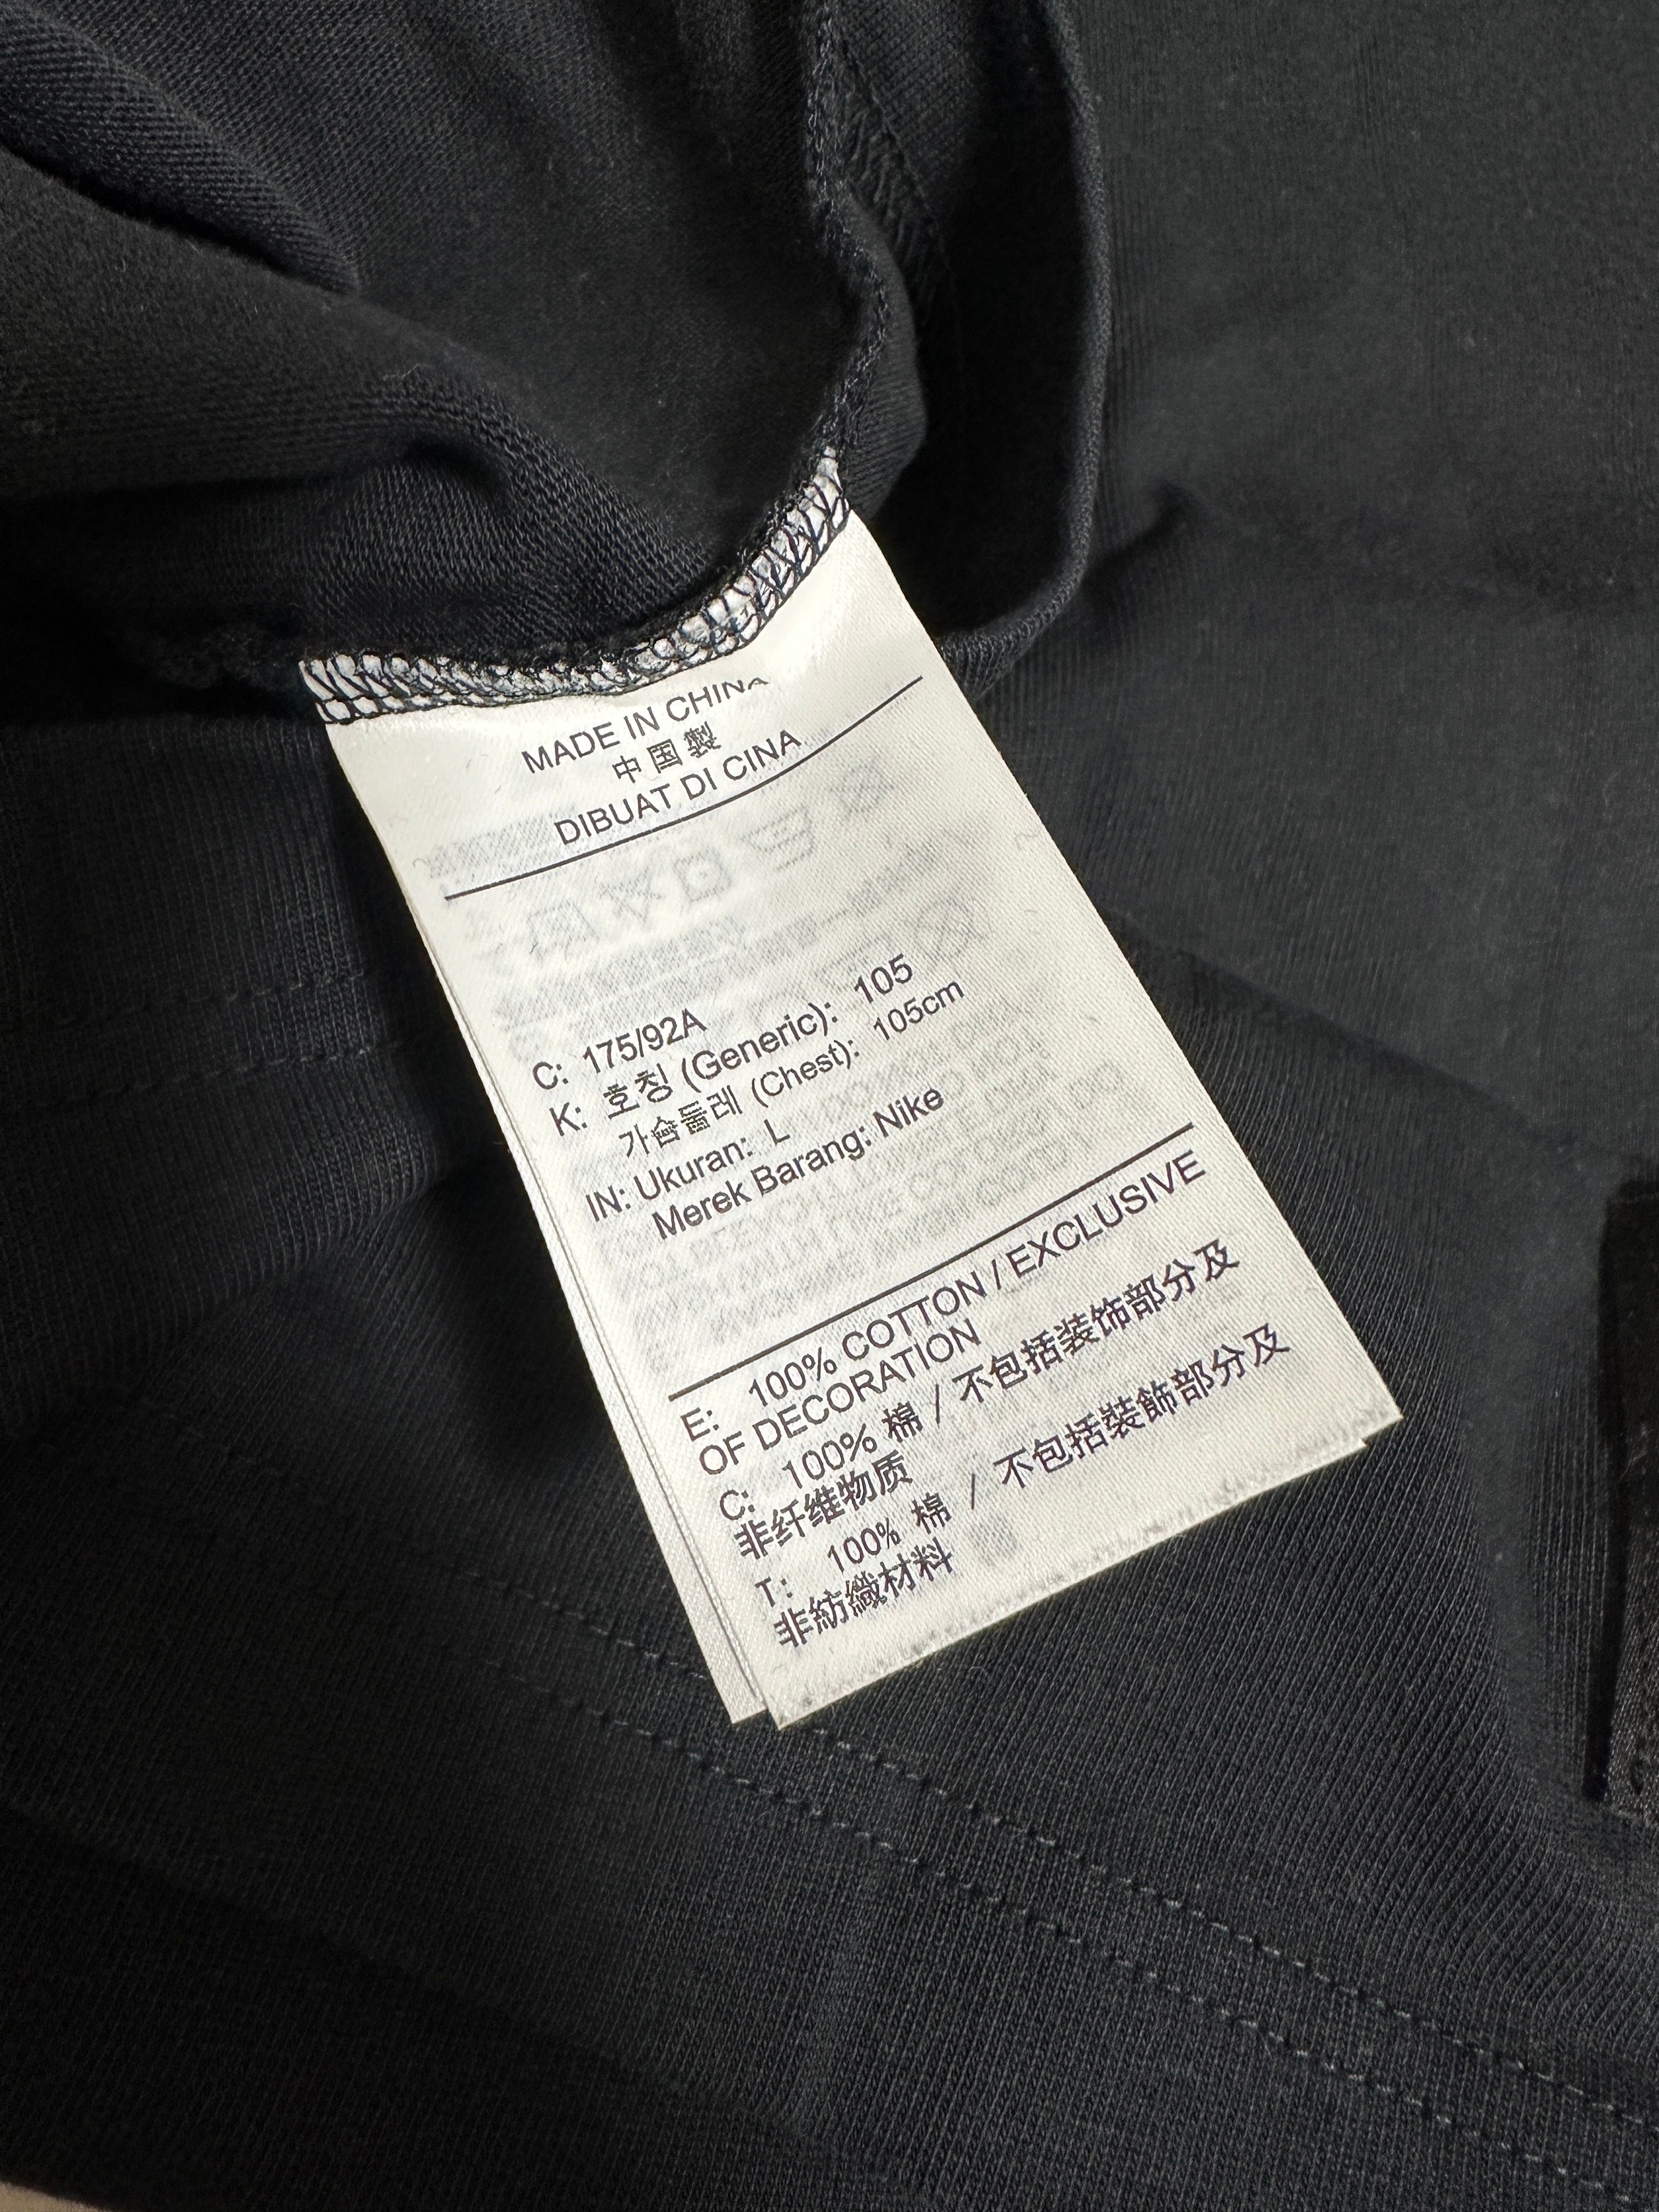 MADE IN CHINA
中国製
DIBUAT DI CINA
C: 175/92A
K: 호칭 (Generic): 105
가슴둘레 (Chest): 105cm
IN: Ukuran: L
Merek Barang: Nike
E: 100% COTTON / EXCLUSIVE
OF DECORATION
C: 100% 棉 / 不包括装饰部分及
非纤维物质
T: 100% 棉 / 不包括裝飾部分及
非紡織材料